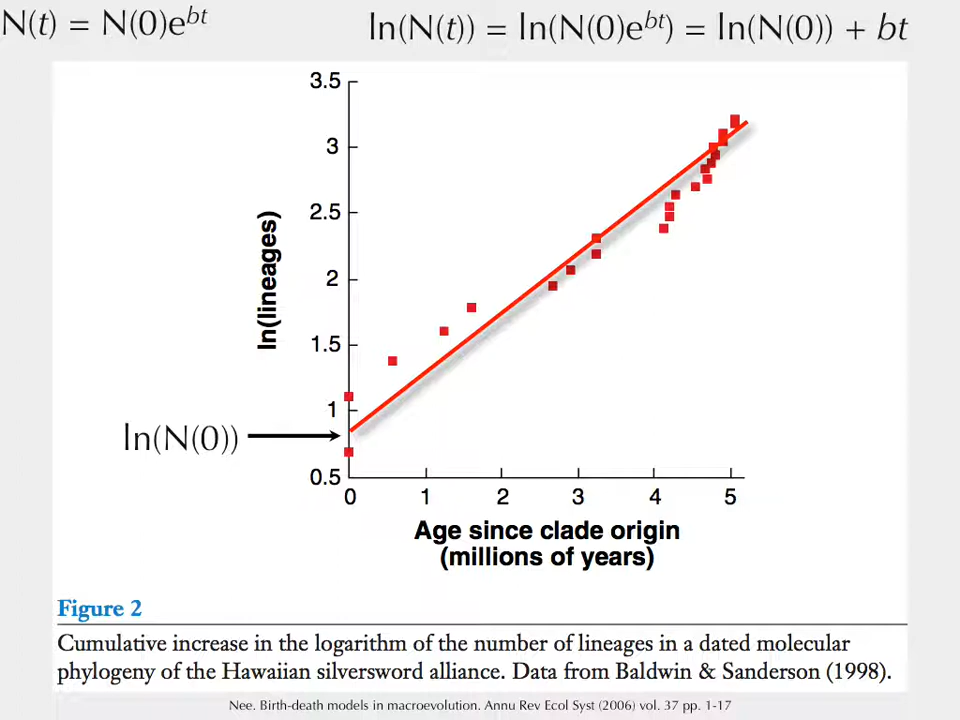 N(t) = N(0)e^{bt}
ln(N(t)) = ln(N(0)e^{bt}) = ln(N(0)) + bt
3.5
3
2.5
2
1.5
1
0.5
ln(lineages)
ln(N(0))
0 1 2 3 4 5
Age since clade origin
(millions of years)
Figure 2
Cumulative increase in the logarithm of the number of lineages in a dated molecular
phylogeny of the Hawaiian silversword alliance. Data from Baldwin & Sanderson (1998).
Nee. Birth-death models in macroevolution. Annu Rev Ecol Syst (2006) vol. 37 pp. 1-17